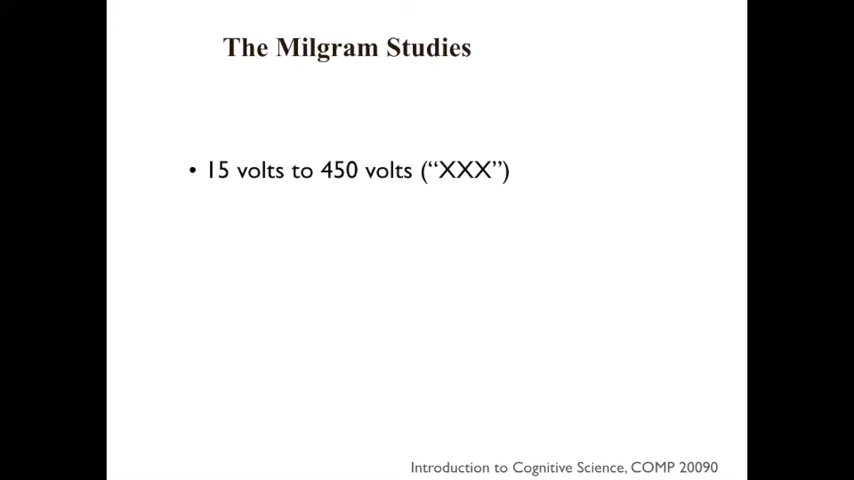 The Milgram Studies
• 15 volts to 450 volts (“XXX”)
Introduction to Cognitive Science, COMP 20090